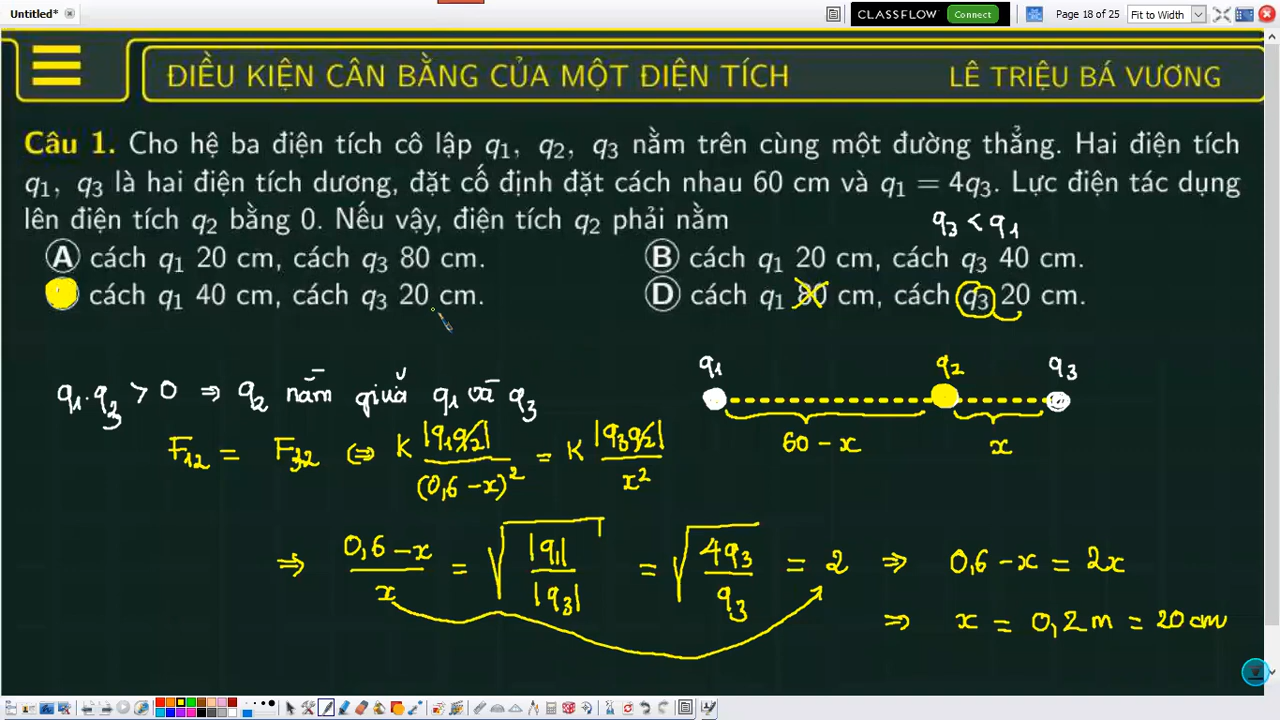 Untitled*
CLASSFLOW Connect
Page 18 of 25
Fit to Width
ĐIỀU KIỆN CÂN BẰNG CỦA MỘT ĐIỆN TÍCH
LÊ TRIỆU BÁ VƯƠNG
Câu 1. Cho hệ ba điện tích cô lập q1, q2, q3 nằm trên cùng một đường thẳng. Hai điện tích
q1, q3 là hai điện tích dương, đặt cố định đặt cách nhau 60 cm và q1 = 4q3. Lực điện tác dụng
lên điện tích q2 bằng 0. Nếu vậy, điện tích q2 phải nằm
q3 < q1
A cách q1 20 cm, cách q3 80 cm.
B cách q1 20 cm, cách q3 40 cm.
cách q1 40 cm, cách q3 20 cm.
D cách q1 80 cm, cách q3 20 cm.
q1 q2 q3
q1.q3 > 0 ⇒ q2 nằm giữa q1 và q3
60 − x x
F12 = F32 ⇔ K |q1q2| / (0,6 − x)² = K |q3q2| / x²
⇒ (0,6 − x) / x = √(|q1| / |q3|) = √(4q3 / q3) = 2 ⇒ 0,6 − x = 2x
⇒ x = 0,2 m = 20 cm